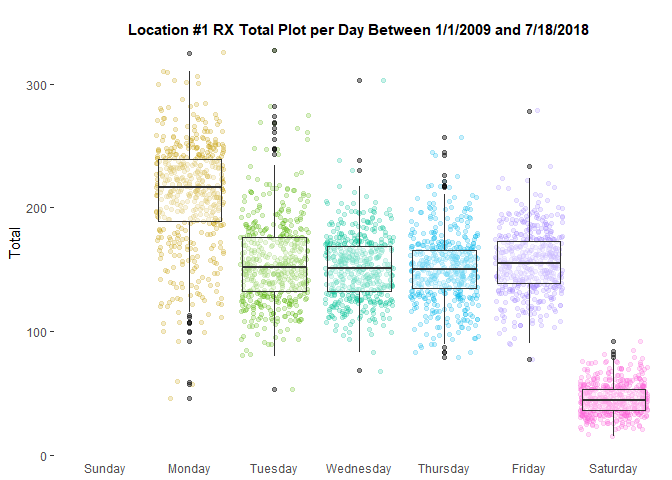 Location #1 RX Total Plot per Day Between 1/1/2009 and 7/18/2018
Total
300
200
100
0
Sunday Monday Tuesday Wednesday Thursday Friday Saturday